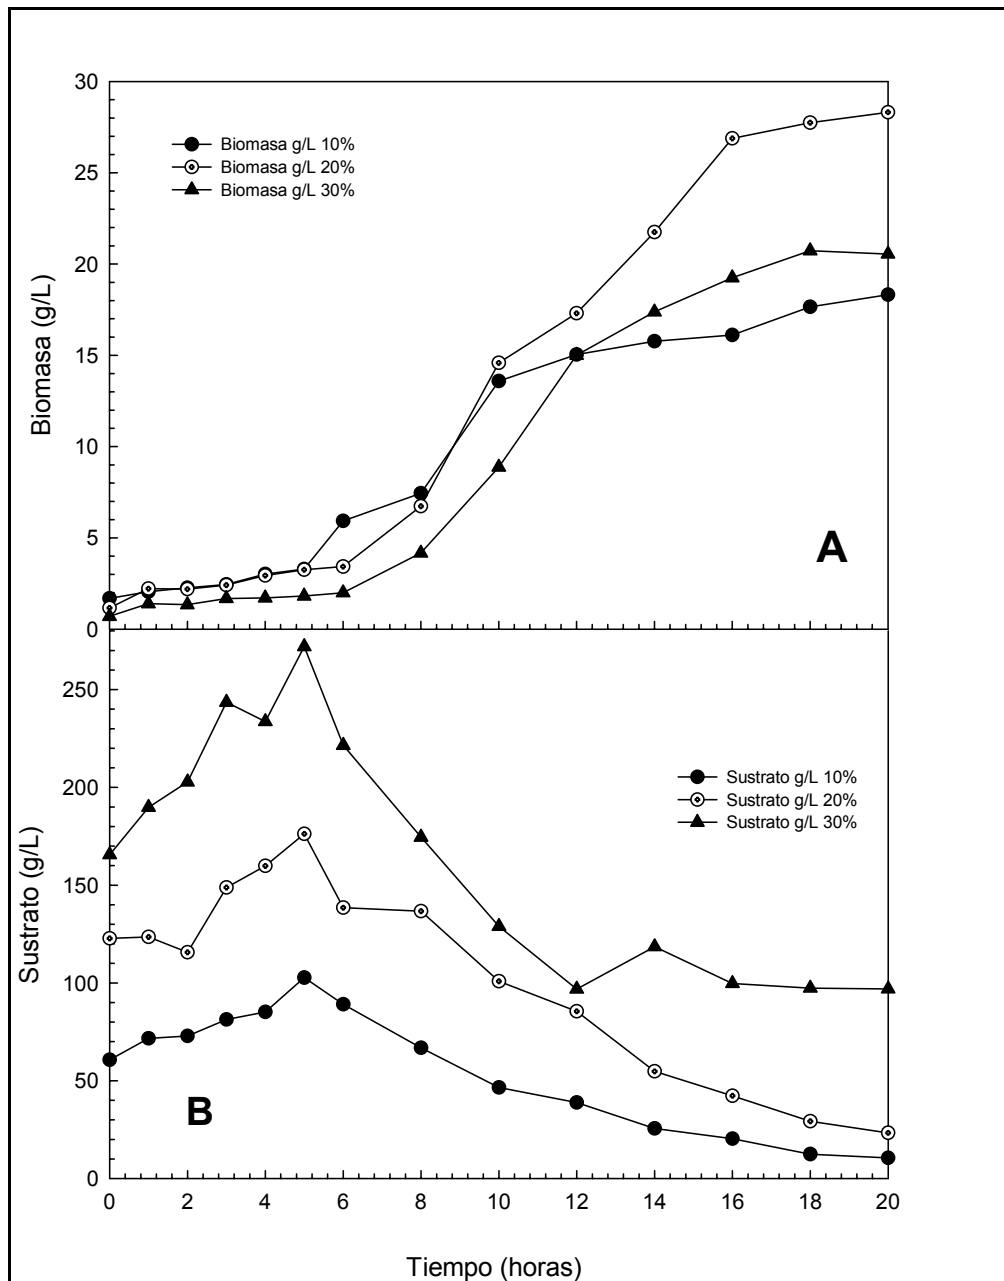 30
25
20
15
10
5
0
Biomasa (g/L)
Biomasa g/L 10%
Biomasa g/L 20%
Biomasa g/L 30%
A
250
200
150
100
50
0
Sustrato (g/L)
Sustrato g/L 10%
Sustrato g/L 20%
Sustrato g/L 30%
B
0 2 4 6 8 10 12 14 16 18 20
Tiempo (horas)